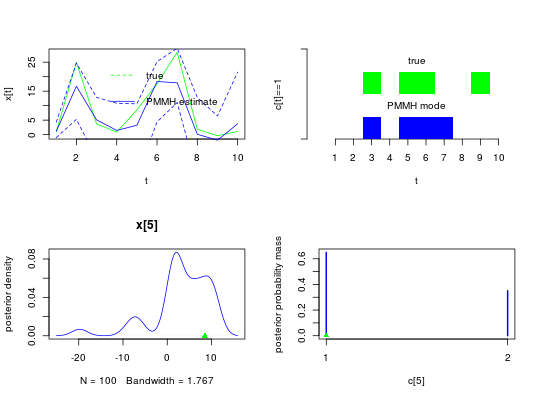 x[t]
0 5 15 25
true
PMMH estimate
2 4 6 8 10
t
c[t]==1
true
PMMH mode
1 2 3 4 5 6 7 8 9 10
t
x[5]
posterior density
0.00 0.04 0.08
-20 -10 0 10
N = 100 Bandwidth = 1.767
posterior probability mass
0.0 0.2 0.4 0.6
1 2
c[5]